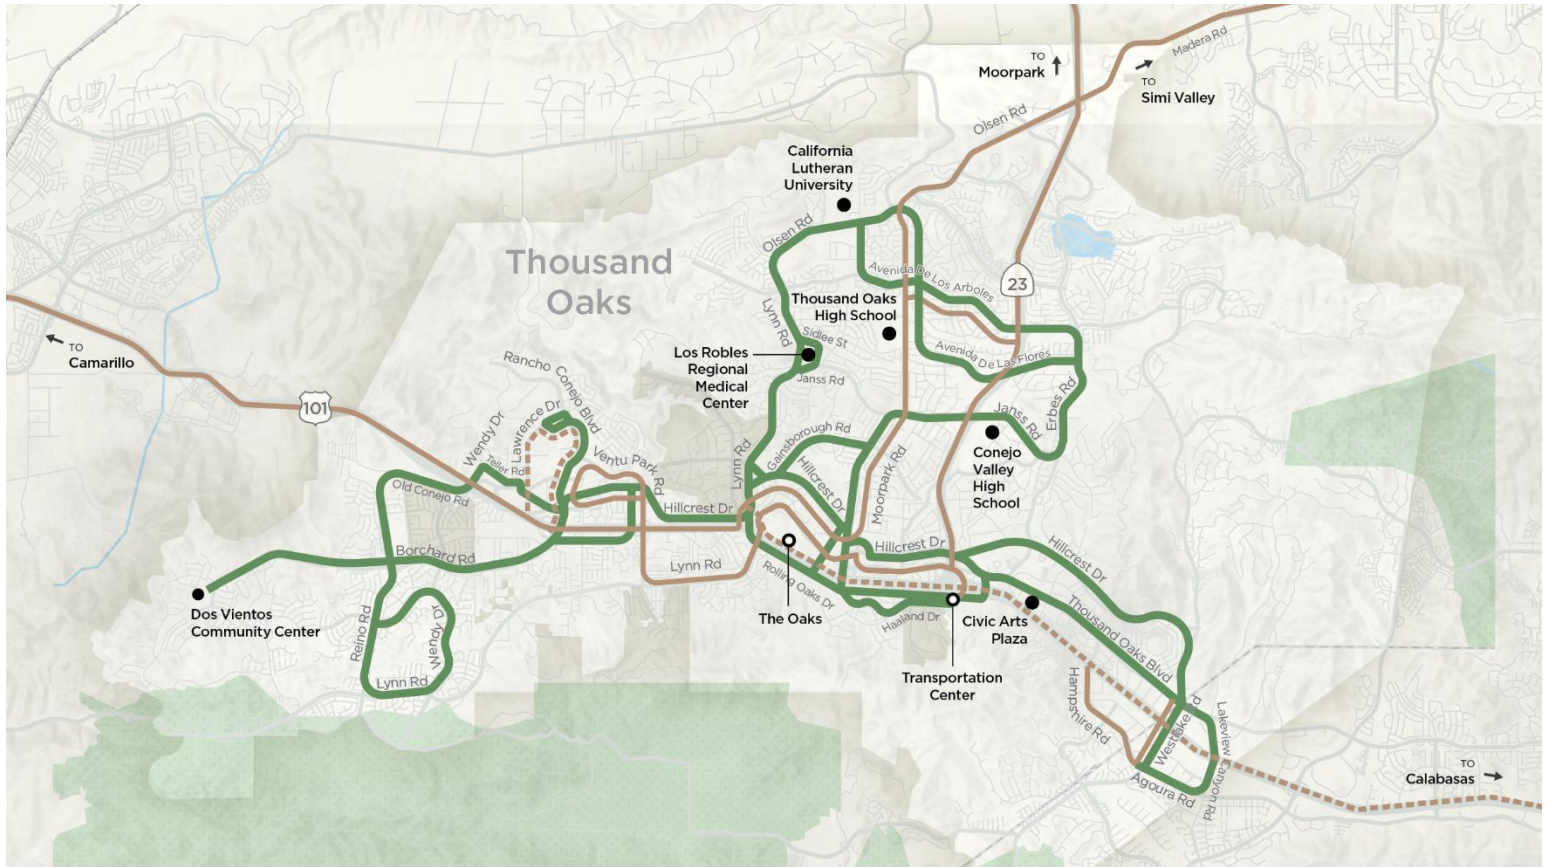 TO
Moorpark
Madera Rd
TO
Simi Valley
Olsen Rd
California
Lutheran
University
Olsen Rd
Thousand
Oaks
Avenida De Los Arboles
23
Thousand Oaks
High School
Lynn Rd
Sidlee St
Los Robles
Regional
Medical
Center
Avenida De Las Flores
TO
Camarillo
Rancho
Conejo Blvd
Janss Rd
101
Wendy Dr
Lawrence Dr
Erbes Rd
Janss Rd
Gainsborough Rd
Conejo
Valley
High
School
Teller Rd
Ventu Park Rd
Lynn Rd
Hillcrest Dr
Moorpark Rd
Old Conejo Rd
Hillcrest Dr
Borchard Rd
Hillcrest Dr
Hillcrest Dr
Lynn Rd
Rolling Oaks Dr
Dos Vientos
Community Center
Reino Rd
Wendy Dr
The Oaks
Haaland Dr
Civic Arts
Plaza
Thousand Oaks Blvd
Transportation
Center
Lynn Rd
Hampshire Rd
Westlake Rd
Lakeview Canyon Rd
Agoura Rd
TO
Calabasas